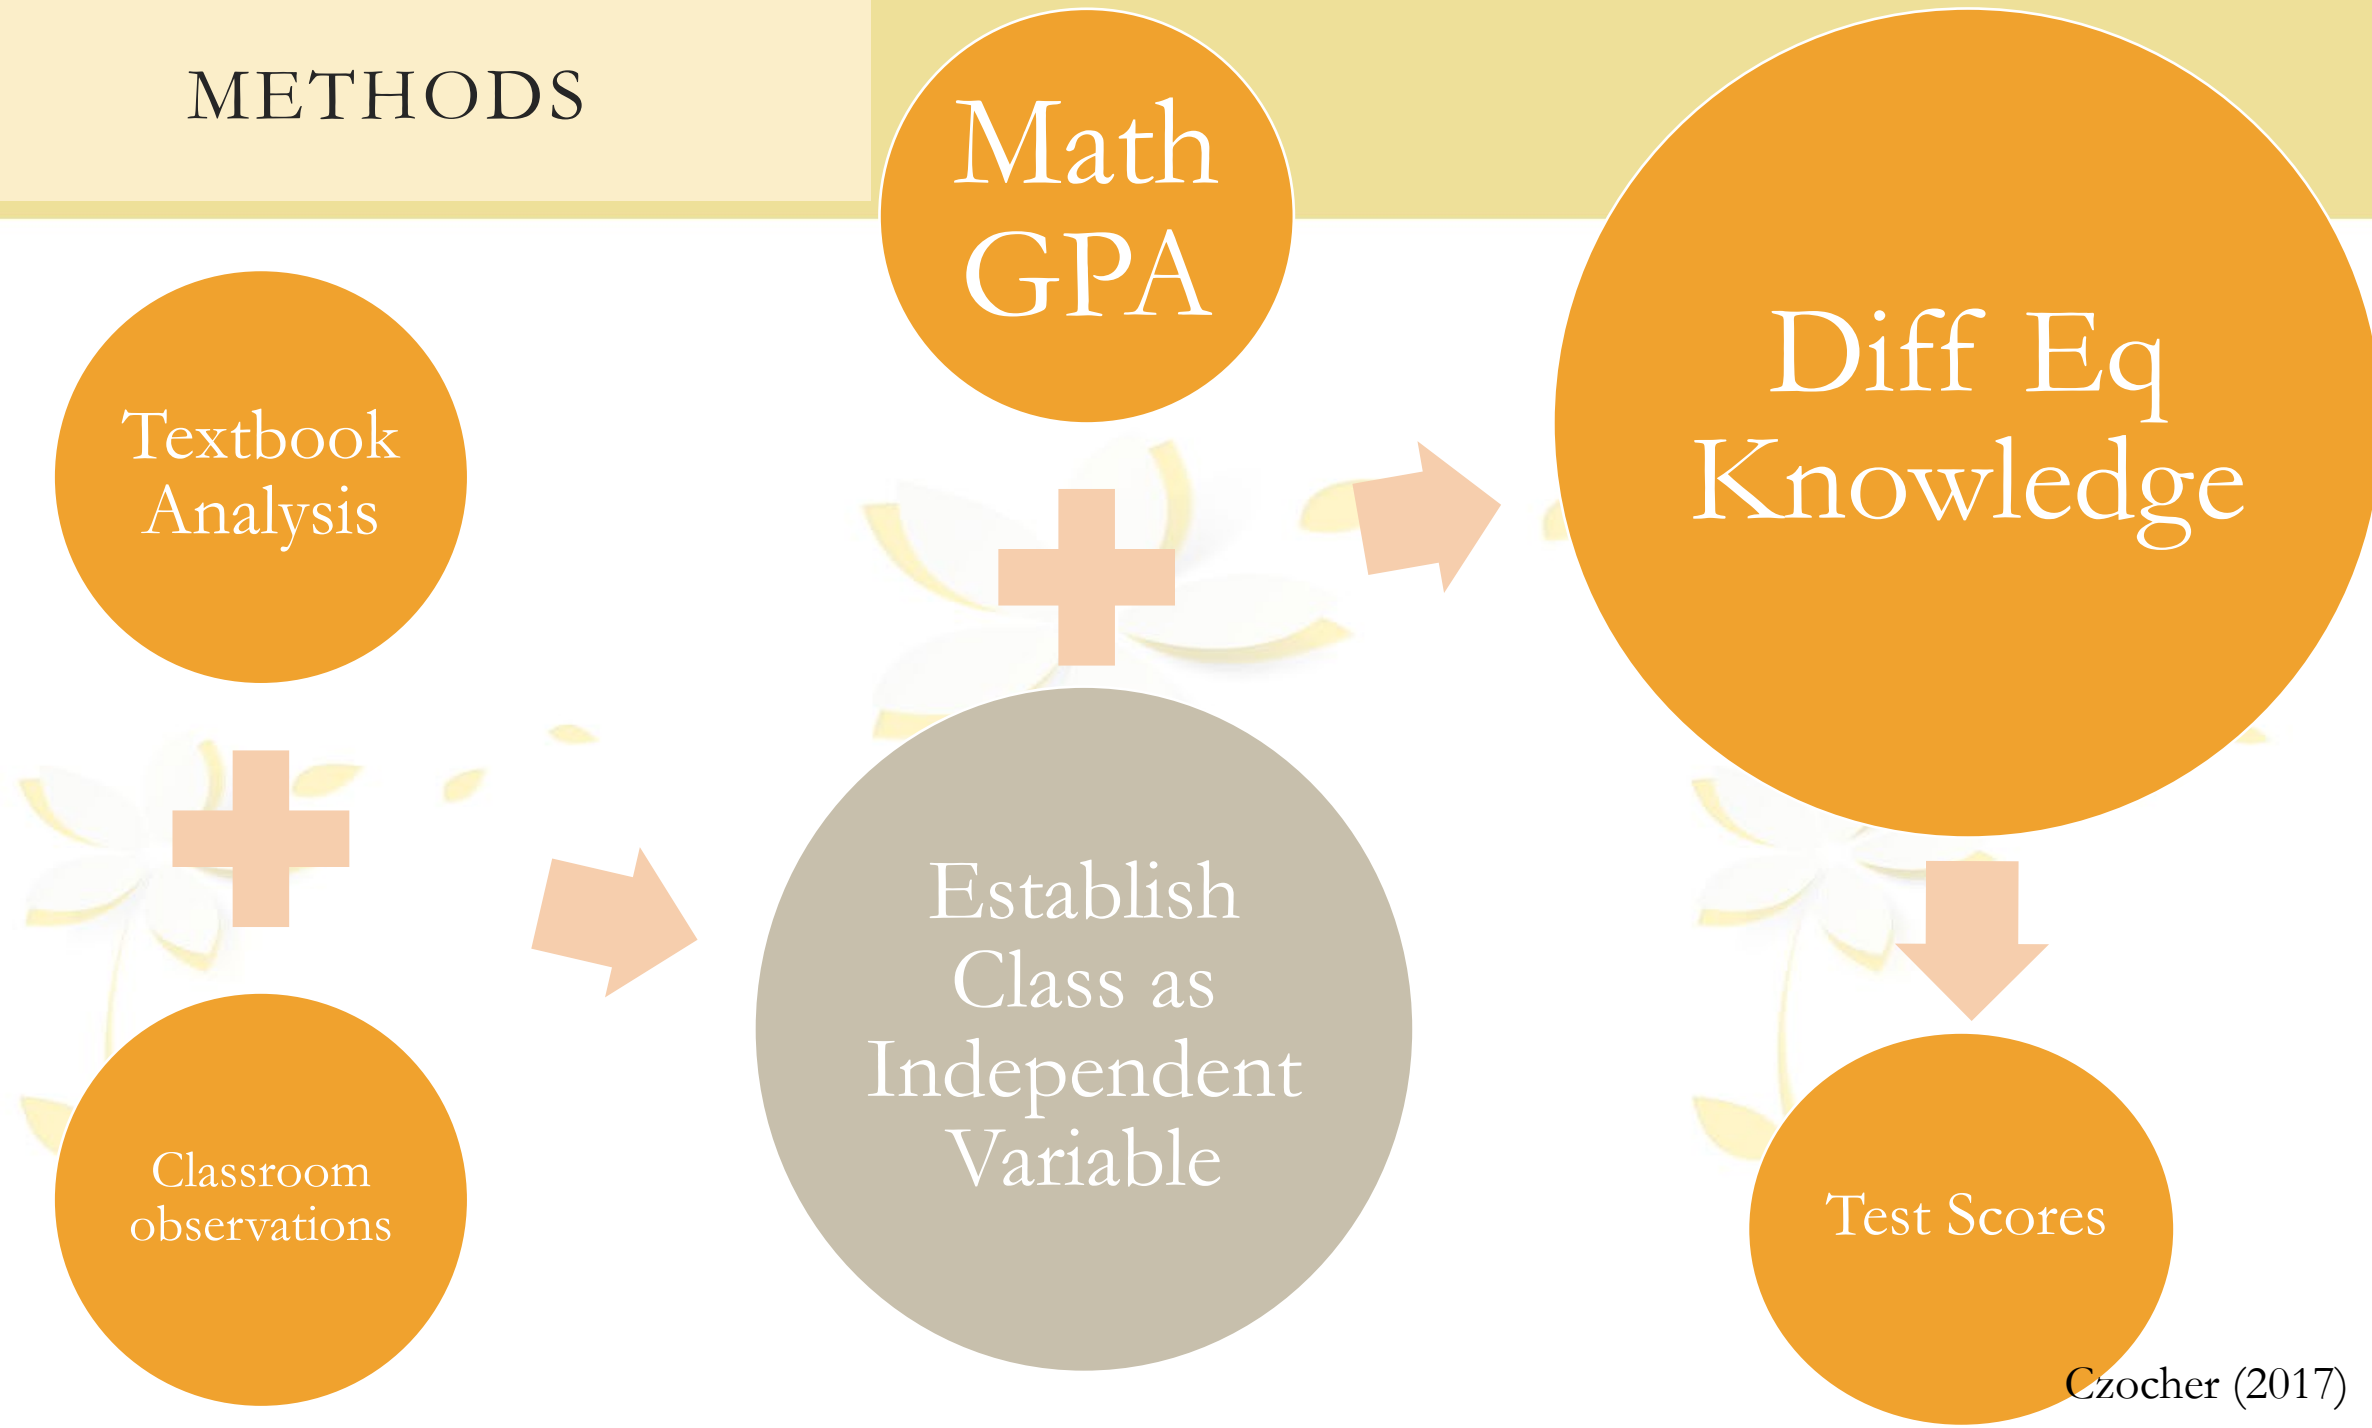 METHODS
Textbook
Analysis
Classroom
observations
Math
GPA
Establish
Class as
Independent
Variable
Diff Eq
Knowledge
Test Scores
Czocher (2017)